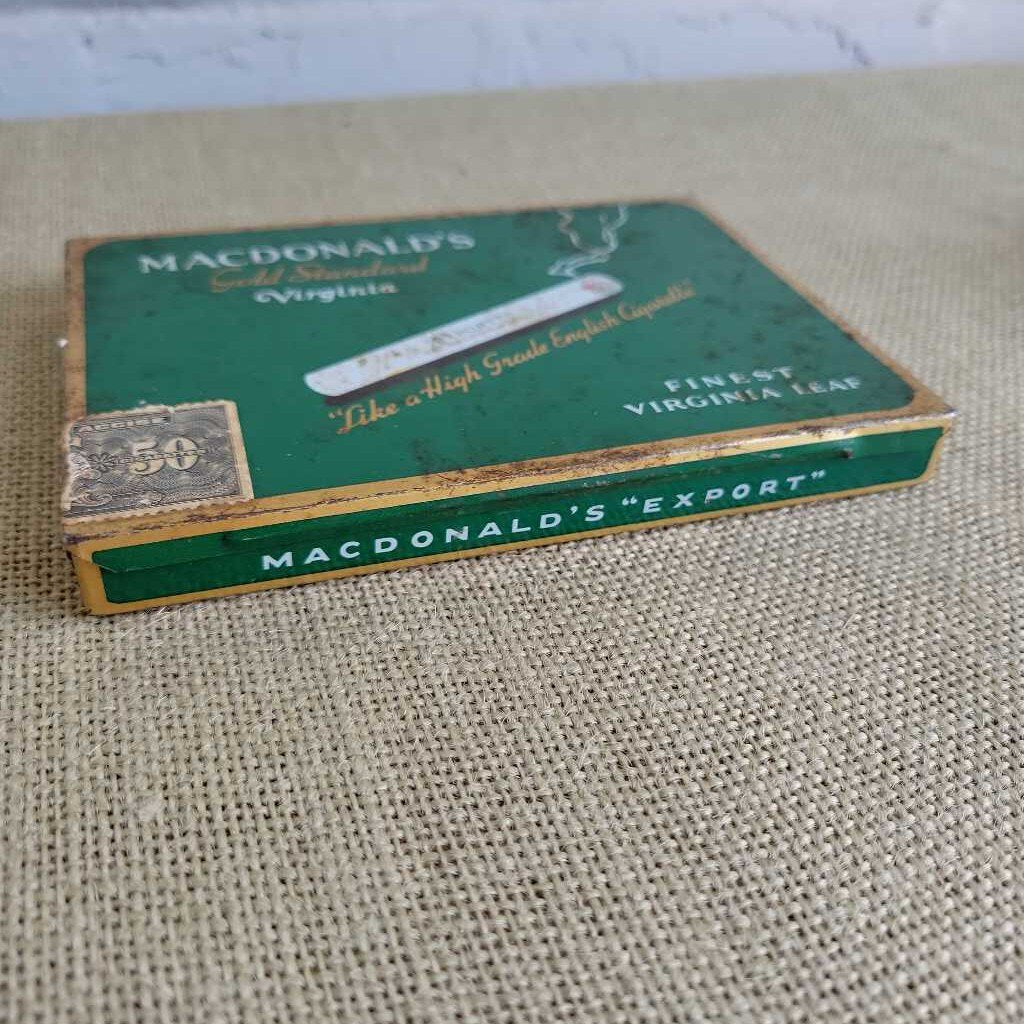 MACDONALD'S
Gold Standard
Virginia
"Like a High Grade English Cigarette"
FINEST
VIRGINIA LEAF
50
MACDONALD'S "EXPORT"